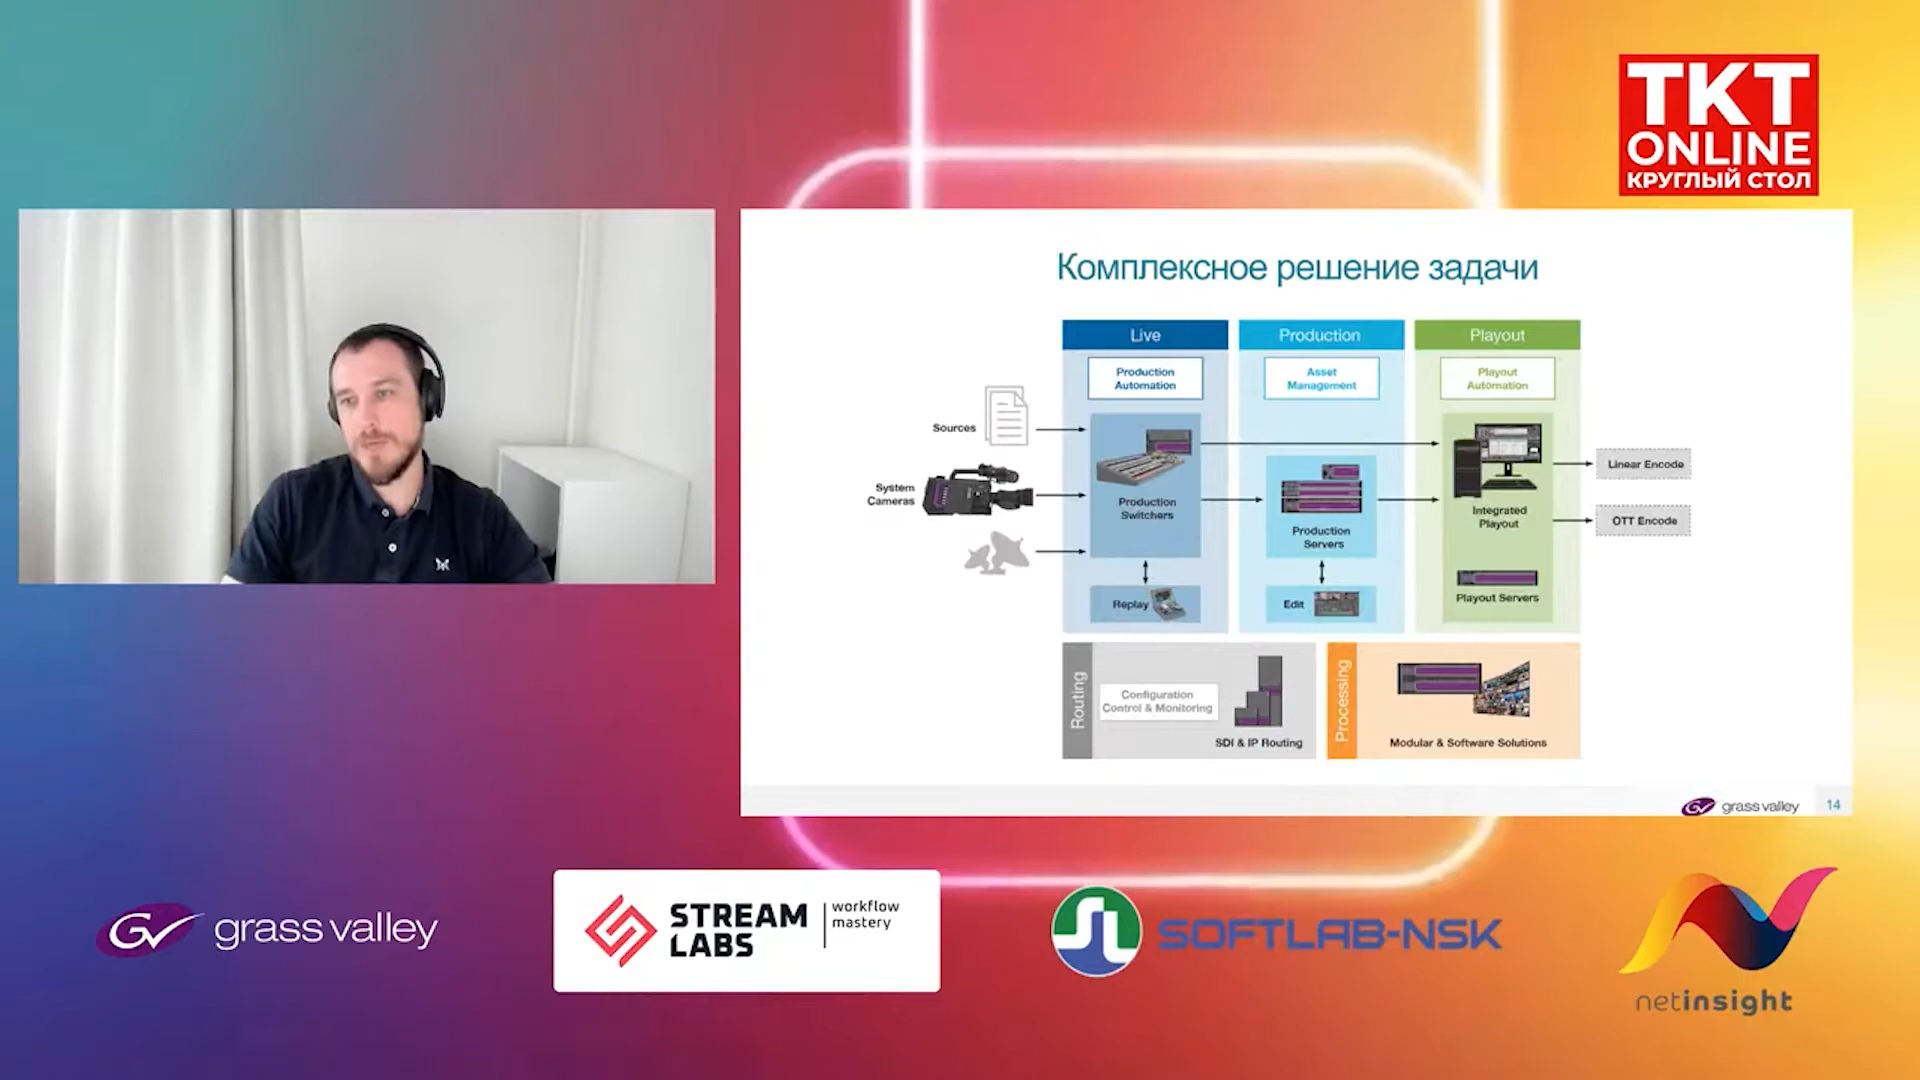 TKT
ONLINE
КРУГЛЫЙ СТОЛ
Комплексное решение задачи
Live
Production
Playout
Production
Automation
Asset
Management
Playout
Automation
Sources
System
Cameras
Production
Switchers
Production
Servers
Integrated
Playout
Linear Encode
OTT Encode
Replay
Edit
Playout Servers
Routing
Configuration
Control & Monitoring
SDI & IP Routing
Processing
Modular & Software Solutions
GV grass valley
14
GV grass valley
STREAM
LABS
workflow
mastery
SOFTLAB-NSK
netinsight